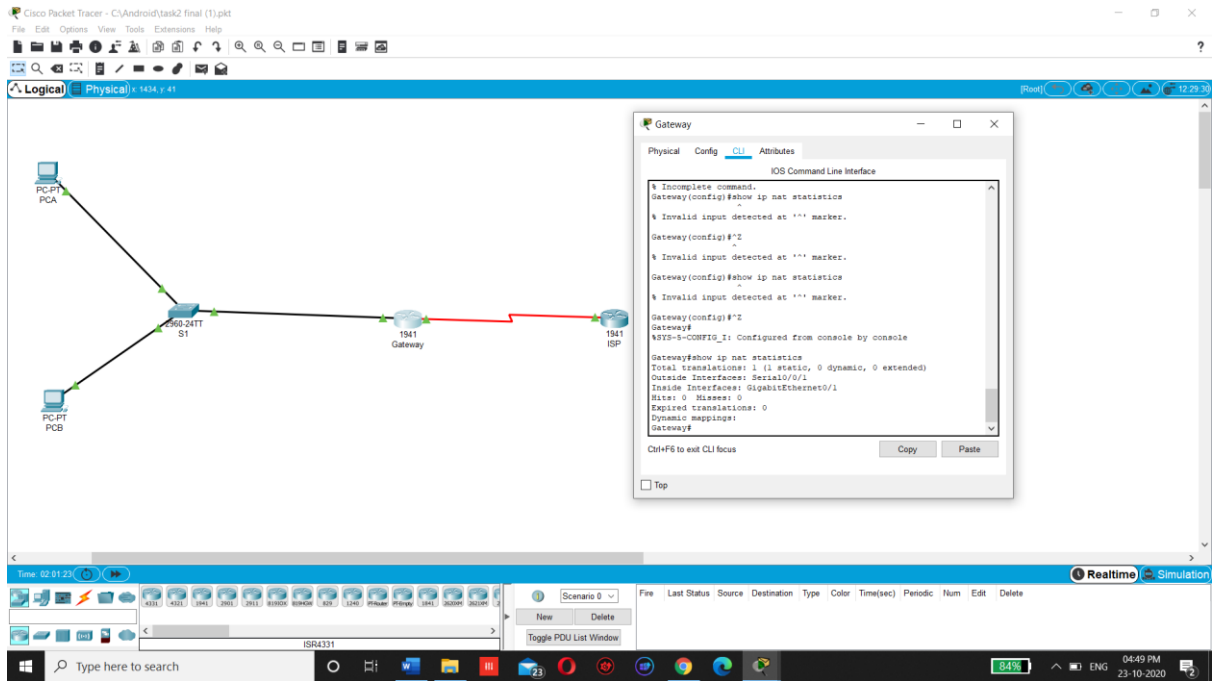 Cisco Packet Tracer - C:\Android\task2 final (1).pkt
File Edit Options View Tools Extensions Help
?
Logical Physical x: 1434, y: 41
[Root] 12:29:30
PC-PT
PCA
2960-24TT
S1
1941
Gateway
1941
ISP
PC-PT
PCB
Gateway
Physical Config CLI Attributes
IOS Command Line Interface
% Incomplete command.
Gateway(config)#show ip nat statistics
^
% Invalid input detected at '^' marker.
Gateway(config)#^Z
^
% Invalid input detected at '^' marker.
Gateway(config)#show ip nat statistics
^
% Invalid input detected at '^' marker.
Gateway(config)#^Z
Gateway#
%SYS-5-CONFIG_I: Configured from console by console
Gateway#show ip nat statistics
Total translations: 1 (1 static, 0 dynamic, 0 extended)
Outside Interfaces: Serial0/0/1
Inside Interfaces: GigabitEthernet0/1
Hits: 0 Misses: 0
Expired translations: 0
Dynamic mappings:
Gateway#
Ctrl+F6 to exit CLI focus
Copy Paste
Top
Time: 02:01:23
Realtime Simulation
4331 4321 1941 2901 2911 819IOX 819HGW 829 1240 PT-Router PT-Empty 1841 2620XM 2621XM
ISR4331
Scenario 0
New Delete
Toggle PDU List Window
Fire Last Status Source Destination Type Color Time(sec) Periodic Num Edit Delete
Type here to search
23
84%
ENG
04:49 PM
23-10-2020
2